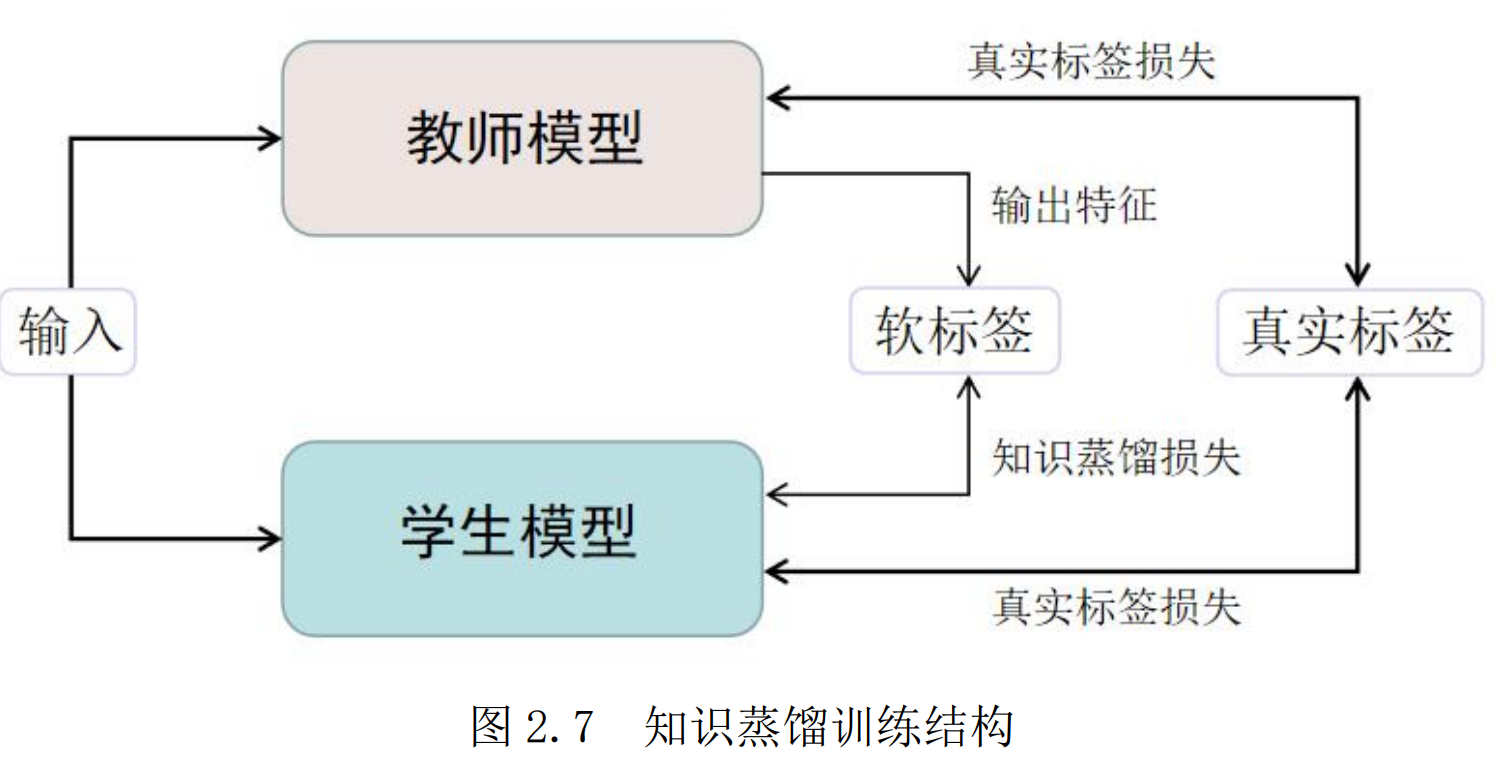 真实标签损失
教师模型
输出特征
输入
软标签
真实标签
知识蒸馏损失
学生模型
真实标签损失
图 2.7 知识蒸馏训练结构